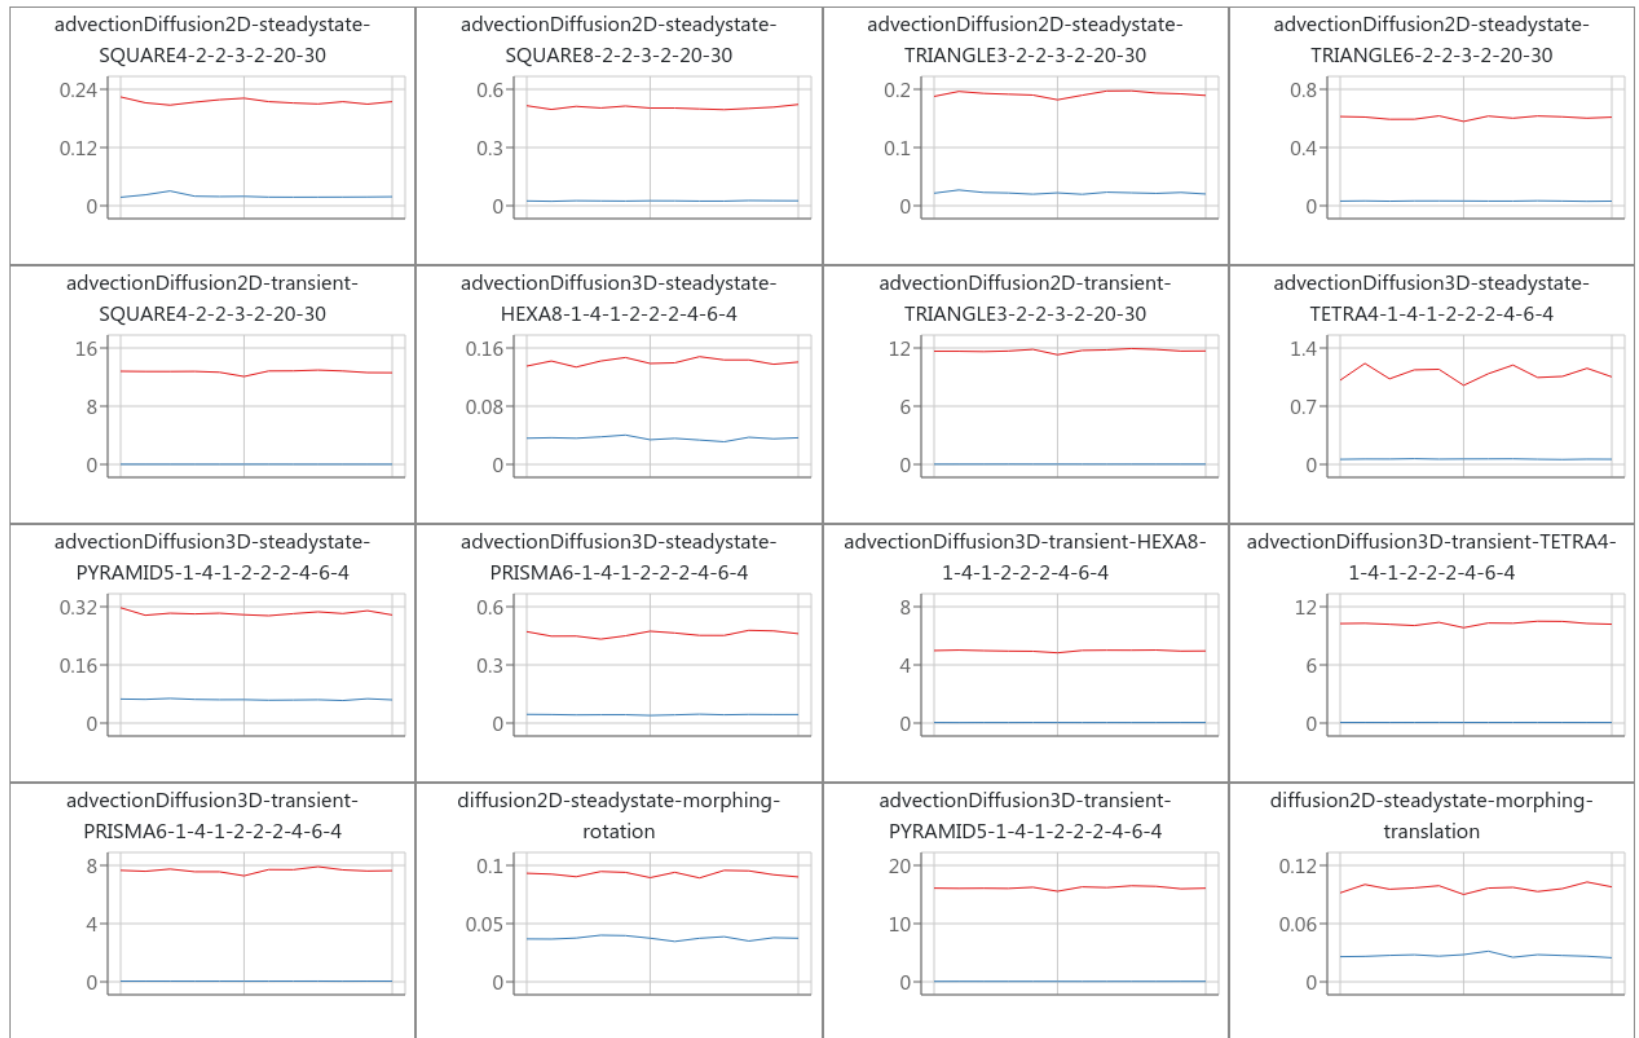 advectionDiffusion2D-steadystate-
SQUARE4-2-2-3-2-20-30
0.24
0.12
0
advectionDiffusion2D-steadystate-
SQUARE8-2-2-3-2-20-30
0.6
0.3
0
advectionDiffusion2D-steadystate-
TRIANGLE3-2-2-3-2-20-30
0.2
0.1
0
advectionDiffusion2D-steadystate-
TRIANGLE6-2-2-3-2-20-30
0.8
0.4
0
advectionDiffusion2D-transient-
SQUARE4-2-2-3-2-20-30
16
8
0
advectionDiffusion3D-steadystate-
HEXA8-1-4-1-2-2-2-4-6-4
0.16
0.08
0
advectionDiffusion2D-transient-
TRIANGLE3-2-2-3-2-20-30
12
6
0
advectionDiffusion3D-steadystate-
TETRA4-1-4-1-2-2-2-4-6-4
1.4
0.7
0
advectionDiffusion3D-steadystate-
PYRAMID5-1-4-1-2-2-2-4-6-4
0.32
0.16
0
advectionDiffusion3D-steadystate-
PRISMA6-1-4-1-2-2-2-4-6-4
0.6
0.3
0
advectionDiffusion3D-transient-HEXA8-
1-4-1-2-2-2-4-6-4
8
4
0
advectionDiffusion3D-transient-TETRA4-
1-4-1-2-2-2-4-6-4
12
6
0
advectionDiffusion3D-transient-
PRISMA6-1-4-1-2-2-2-4-6-4
8
4
0
diffusion2D-steadystate-morphing-
rotation
0.1
0.05
0
advectionDiffusion3D-transient-
PYRAMID5-1-4-1-2-2-2-4-6-4
20
10
0
diffusion2D-steadystate-morphing-
translation
0.12
0.06
0